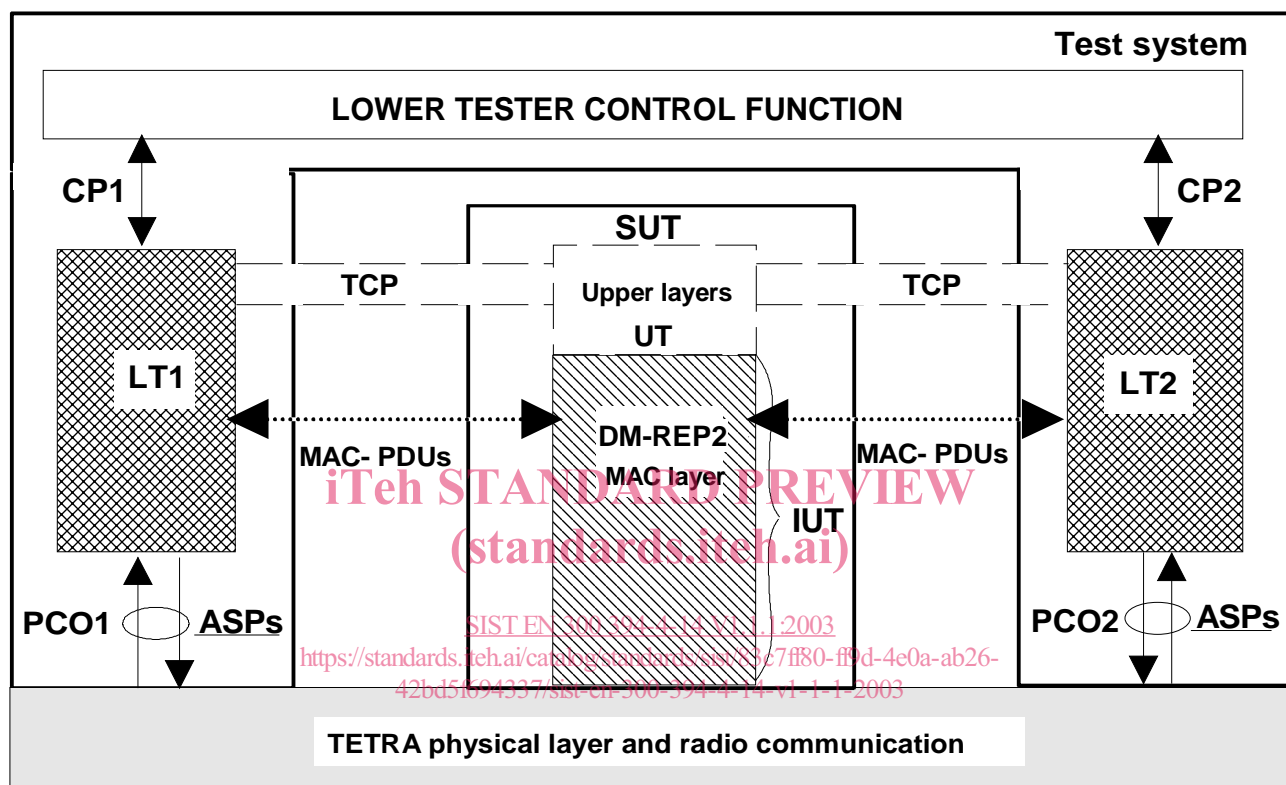 Test system
LOWER TESTER CONTROL FUNCTION
CP1
CP2
SUT
TCP
Upper layers
TCP
UT
LT1
LT2
DM-REP2
MAC layer
MAC- PDUs
MAC- PDUs
iTeh STANDARD PREVIEW
(standards.iteh.ai)
IUT
PCO1
ASPs
PCO2
ASPs
SIST EN 300 394-4-14 V1.1.1:2003
https://standards.iteh.ai/catalog/standards/sist/83c7ff80-ff9d-4e0a-ab26-
42bd5f694337/sist-en-300-394-4-14-v1-1-1-2003
TETRA physical layer and radio communication